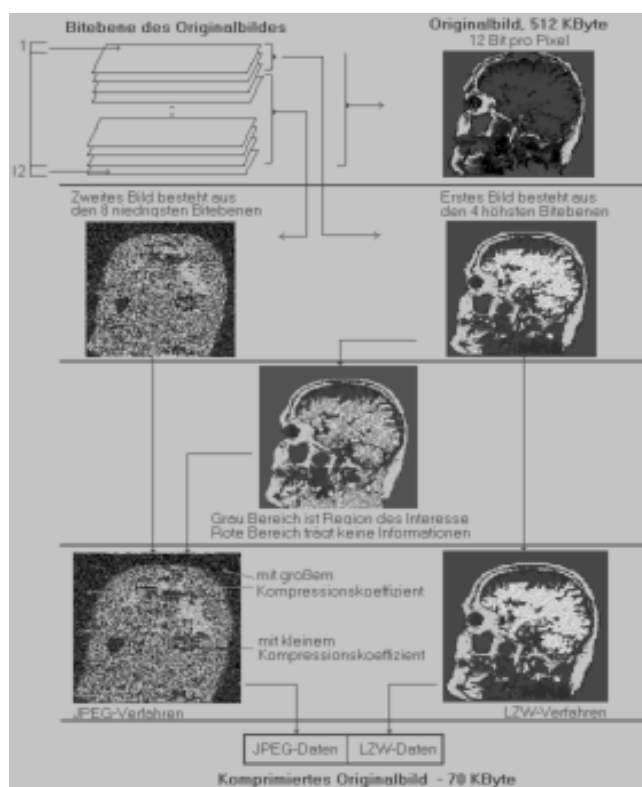 Bitebene des Originalbildes
Originalbild, 512 KByte
12 Bit pro Pixel
1
12
Zweites Bild besteht aus
den 8 niedrigsten Bitebenen
Erstes Bild besteht aus
den 4 höhsten Bitebenen
Grau Bereich ist Region des Interesse
Rote Bereich trägt keine Informationen
mit großem
Kompressionskoeffizient
mit kleinem
Kompressionskoeffizient
JPEG-Verfahren
LZW-Verfahren
JPEG-Daten
LZW-Daten
Komprimiertes Originalbild - 78 KByte